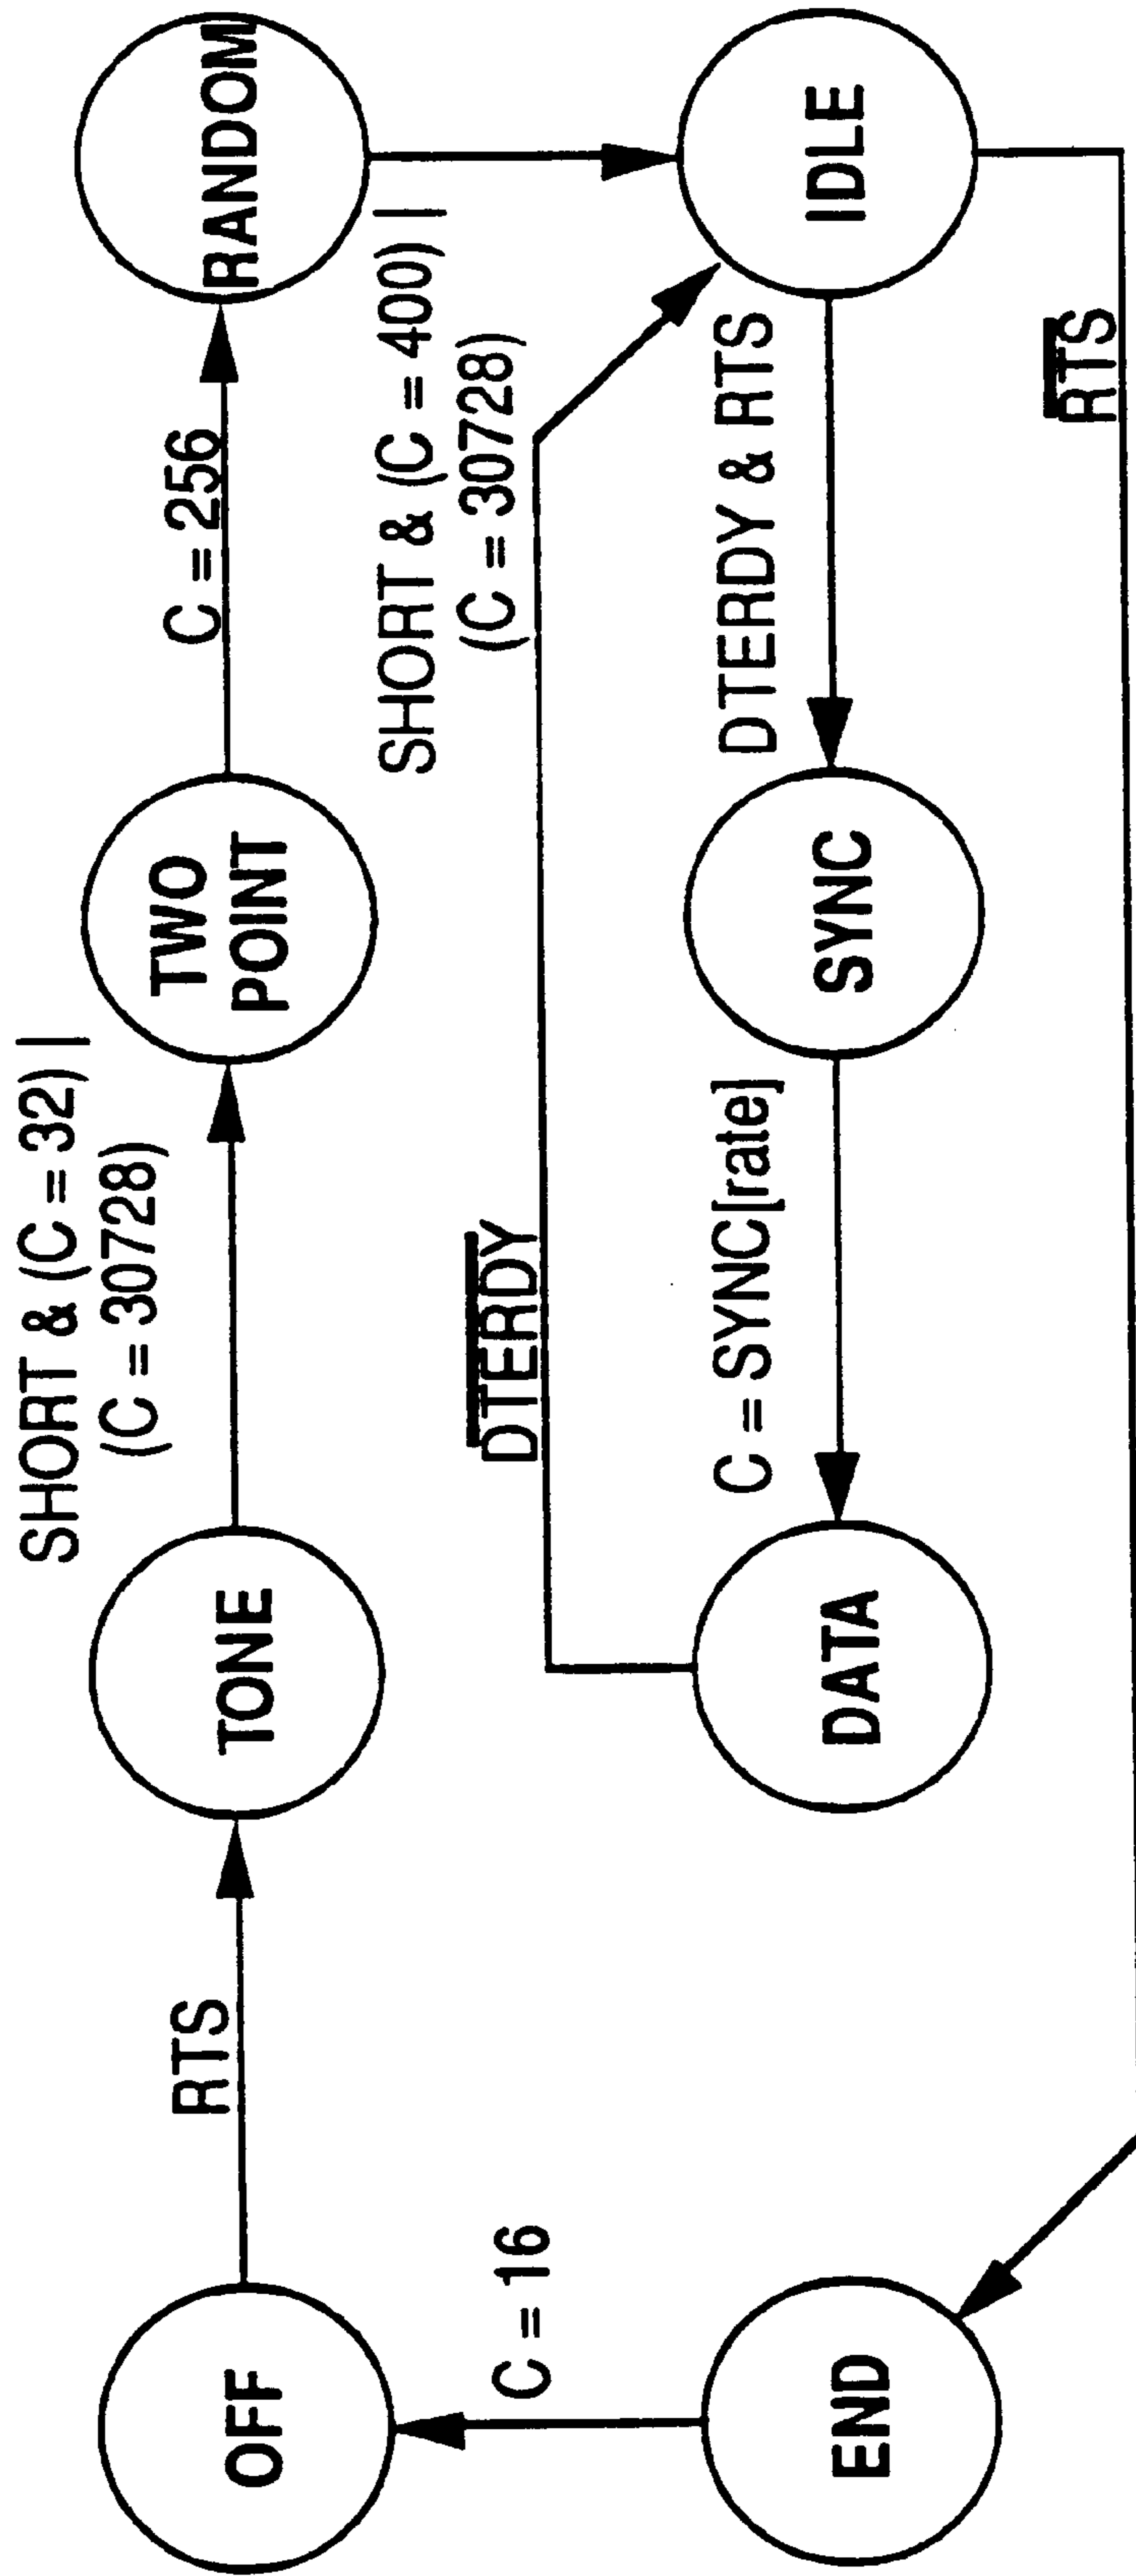 SHORT & (C = 32) |
(C = 30728)
RTS
C = 256
OFF
TONE
TWO
POINT
RANDOM
SHORT & (C = 400) |
(C = 30728)
C = 16
DTERDY
C = SYNC[rate]
DTERDY & RTS
END
DATA
SYNC
IDLE
RTS